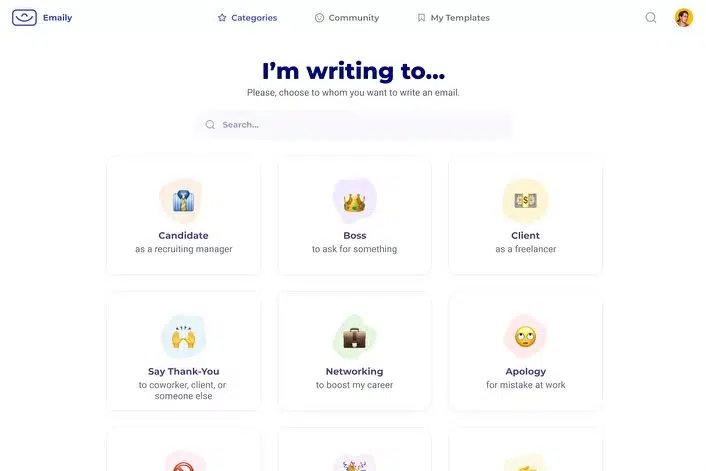 Emaily
Categories
Community
My Templates
I'm writing to...
Please, choose to whom you want to write an email.
Search...
Candidate
as a recruiting manager
Boss
to ask for something
Client
as a freelancer
Say Thank-You
to coworker, client, or
someone else
Networking
to boost my career
Apology
for mistake at work